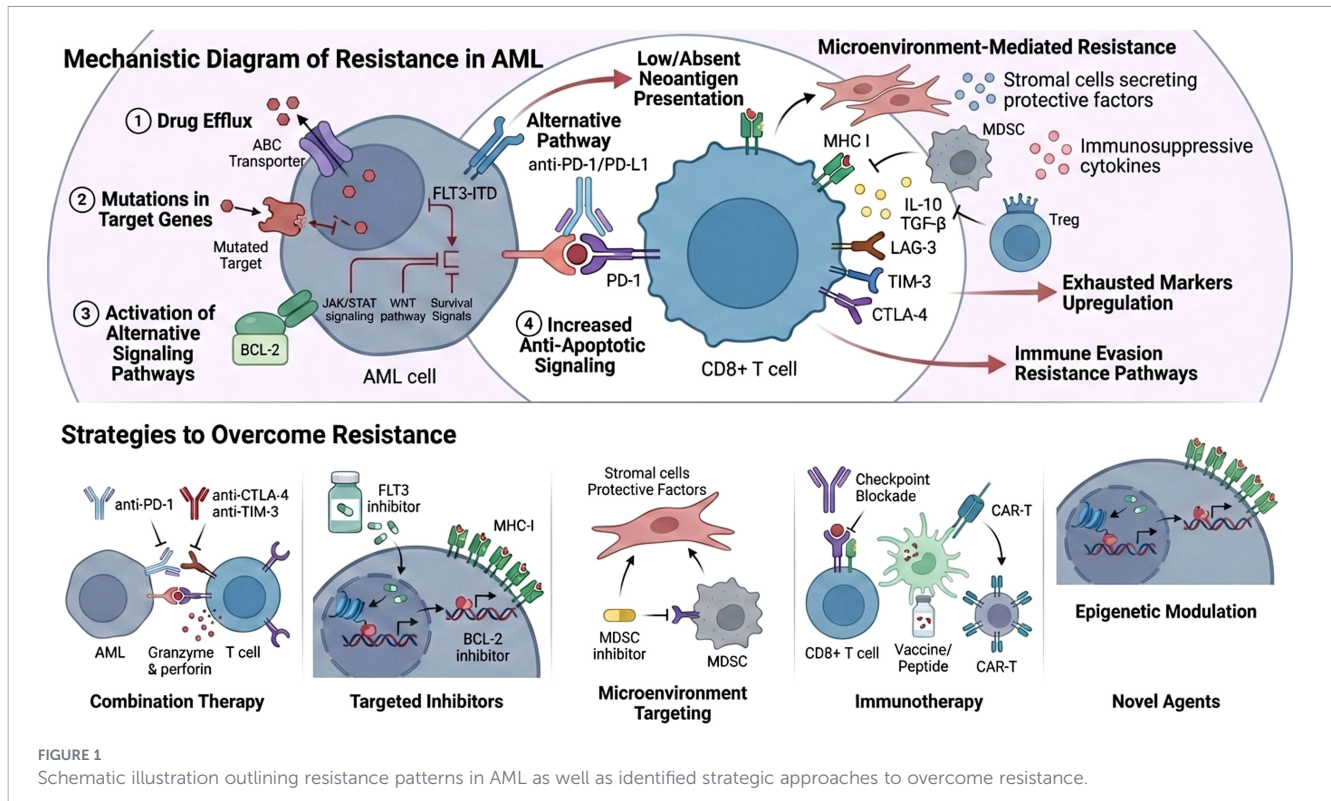 Mechanistic Diagram of Resistance in AML
1 Drug Efflux
ABC
Transporter
2 Mutations in
Target Genes
Mutated
Target
3 Activation of
Alternative
Signaling
Pathways
BCL-2
FLT3-ITD
JAK/STAT
signaling
WNT
pathway
Survival
Signals
AML cell
Low/Absent
Neoantigen
Presentation
Alternative
Pathway
anti-PD-1/PD-L1
PD-1
4 Increased
Anti-Apoptotic
Signaling
CD8+ T cell
Microenvironment-Mediated Resistance
Stromal cells secreting
protective factors
MHC I
MDSC
Immunosuppressive
cytokines
IL-10
TGF-β
Treg
LAG-3
TIM-3
CTLA-4
Exhausted Markers
Upregulation
Immune Evasion
Resistance Pathways
Strategies to Overcome Resistance
anti-PD-1
anti-CTLA-4
anti-TIM-3
AML
Granzyme
& perforin
T cell
Combination Therapy
FLT3
inhibitor
MHC-I
BCL-2
inhibitor
Targeted Inhibitors
Stromal cells
Protective Factors
MDSC
inhibitor
MDSC
Microenvironment
Targeting
Checkpoint
Blockade
CAR-T
CD8+ T cell
Vaccine/
Peptide
CAR-T
Immunotherapy
Epigenetic Modulation
Novel Agents
FIGURE 1
Schematic illustration outlining resistance patterns in AML as well as identified strategic approaches to overcome resistance.